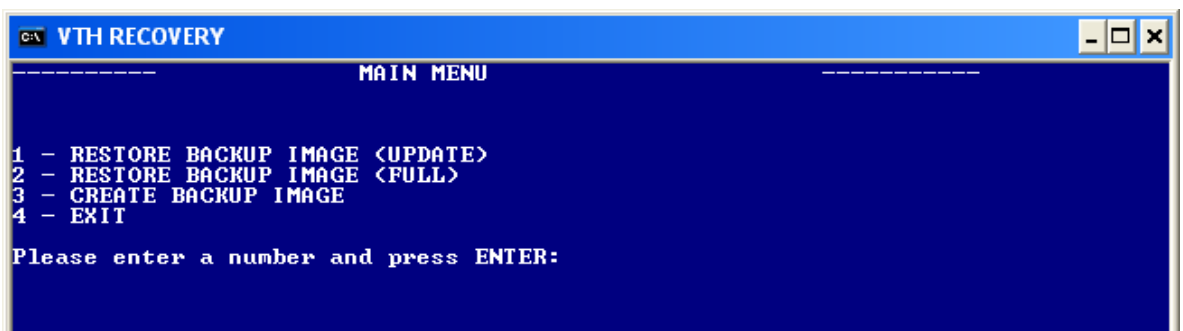 C:\ VTH RECOVERY
---------- MAIN MENU -----------
1 - RESTORE BACKUP IMAGE (UPDATE)
2 - RESTORE BACKUP IMAGE (FULL)
3 - CREATE BACKUP IMAGE
4 - EXIT
Please enter a number and press ENTER: